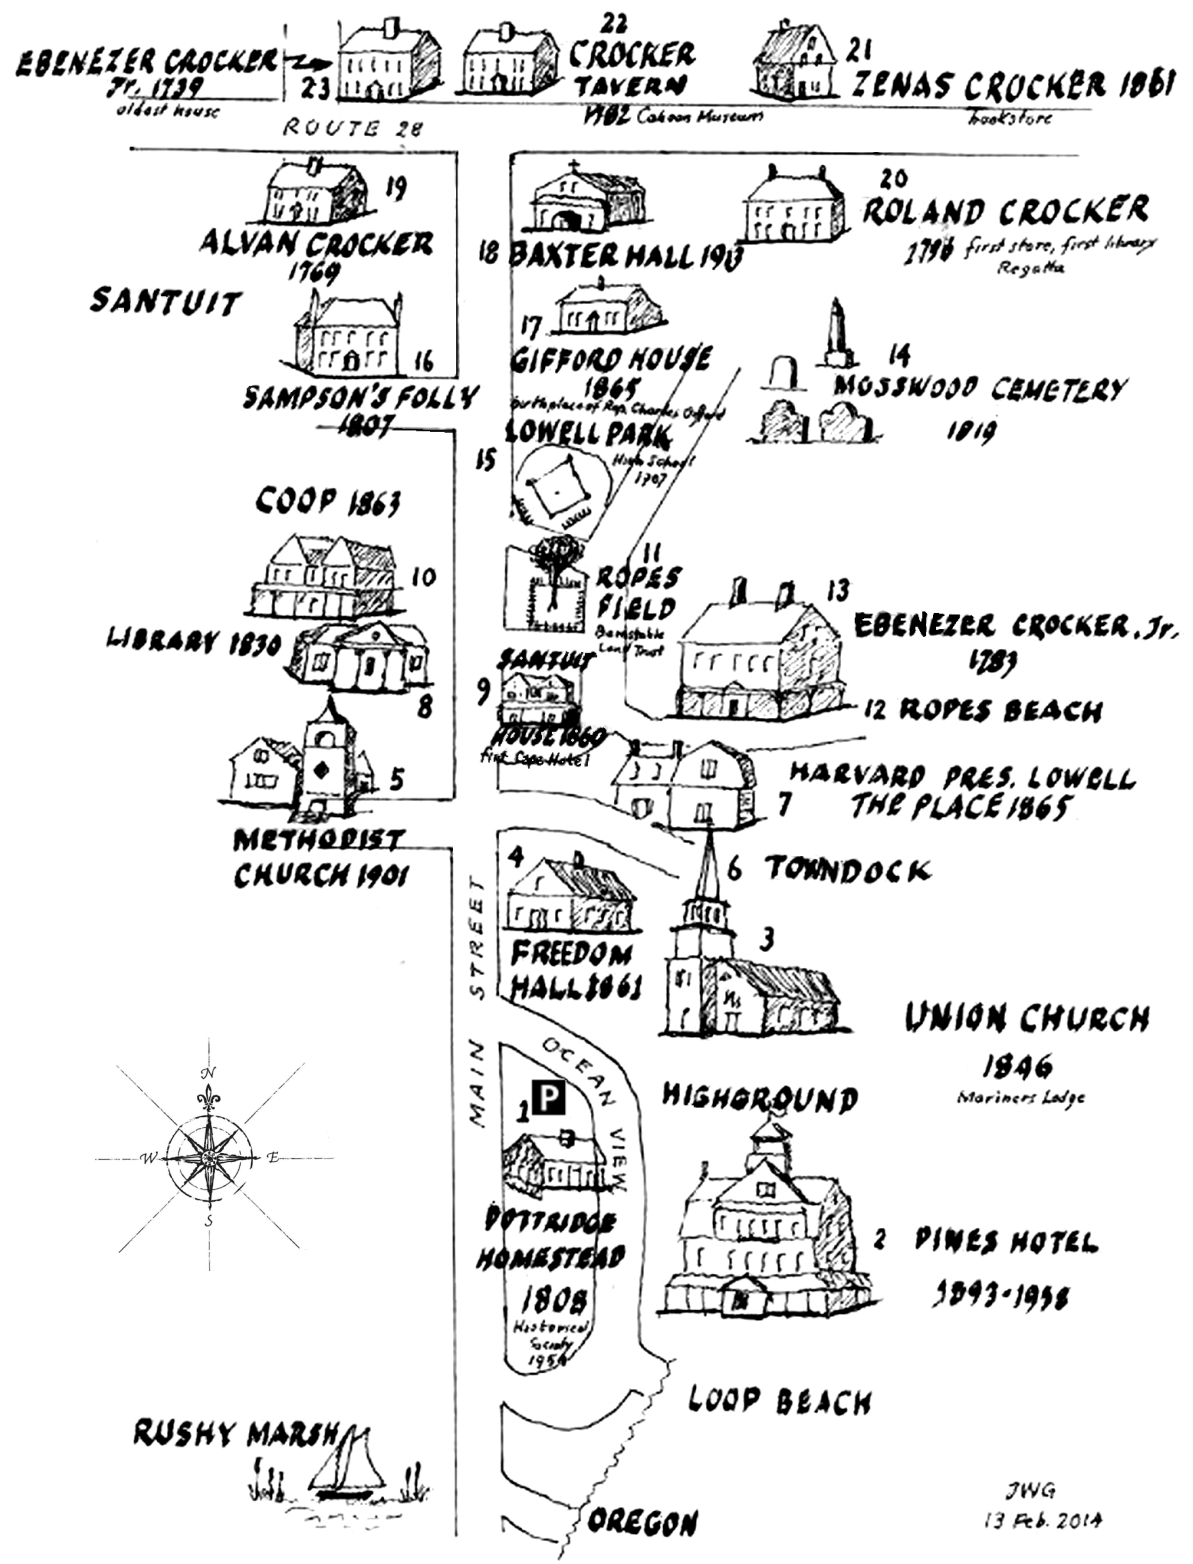 22
CROCKER
TAVERN
1782 Cahoon Museum
21
ZENAS CROCKER 1861
bookstore
EBENEZER CROCKER
Jr. 1739
oldest house
23
ROUTE 28
19
ALVAN CROCKER
1769
18 BAXTER HALL 1913
20
ROLAND CROCKER
1796 first store, first library
Regatta
SANTUIT
16
SAMPSON'S FOLLY
1807
17
GIFFORD HOUSE
1865
birthplace of Rep. Charles Gifford
14
MOSSWOOD CEMETERY
1819
15
LOWELL PARK
High School
COOP 1863
10
11
ROPES
FIELD
Barnstable
Land Trust
13
EBENEZER CROCKER, Jr.
1783
12 ROPES BEACH
LIBRARY 1830
8
9
SANTUIT
HOUSE 1860
first Cape Hotel
5
METHODIST
CHURCH 1901
HARVARD PRES. LOWELL
THE PLACE 1865
7
6 TOWNDOCK
4
FREEDOM
HALL 1861
3
UNION CHURCH
1846
Mariners Lodge
MAIN STREET
OCEAN VIEW
N
W
E
S
1
P
POTTRIDGE
HOMESTEAD
1808
Historical
Society
HIGHGROUND
2 PINES HOTEL
1893-1958
LOOP BEACH
RUSHY MARSH
OREGON
JWG
13 Feb. 2014